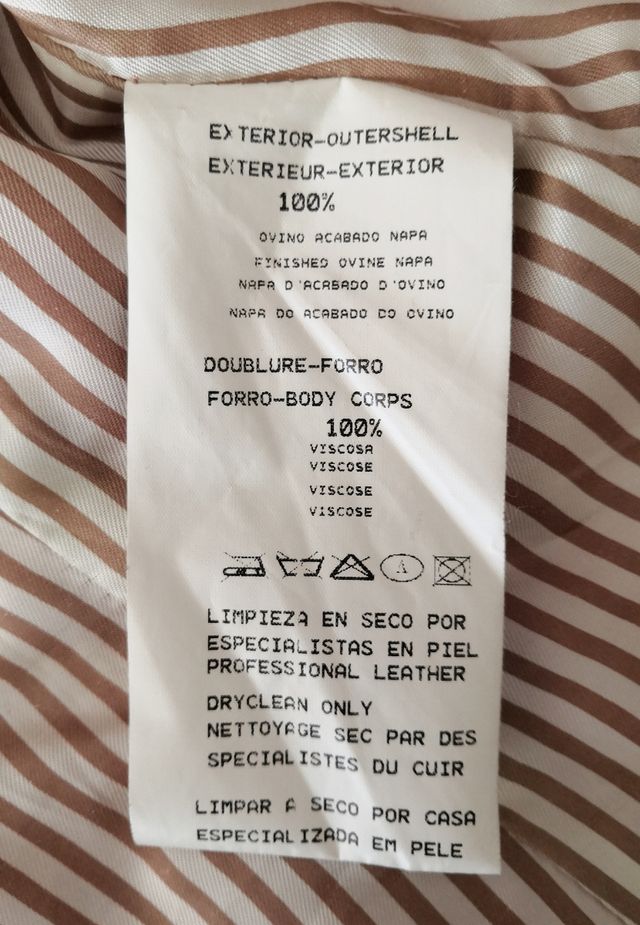 EXTERIOR-OUTERSHELL
EXTERIEUR-EXTERIOR
100%
OVINO ACABADO NAPA
FINISHED OVINE NAPA
NAPA D'ACABADO D'OVINO
NAPA DO ACABADO DO OVINO
DOUBLURE-FORRO
FORRO-BODY CORPS
100%
VISCOSA
VISCOSE
VISCOSE
VISCOSE
A
LIMPIEZA EN SECO POR
ESPECIALISTAS EN PIEL
PROFESSIONAL LEATHER
DRYCLEAN ONLY
NETTOYAGE SEC PAR DES
SPECIALISTES DU CUIR
LIMPAR A SECO POR CASA
ESPECIALIZADA EM PELE